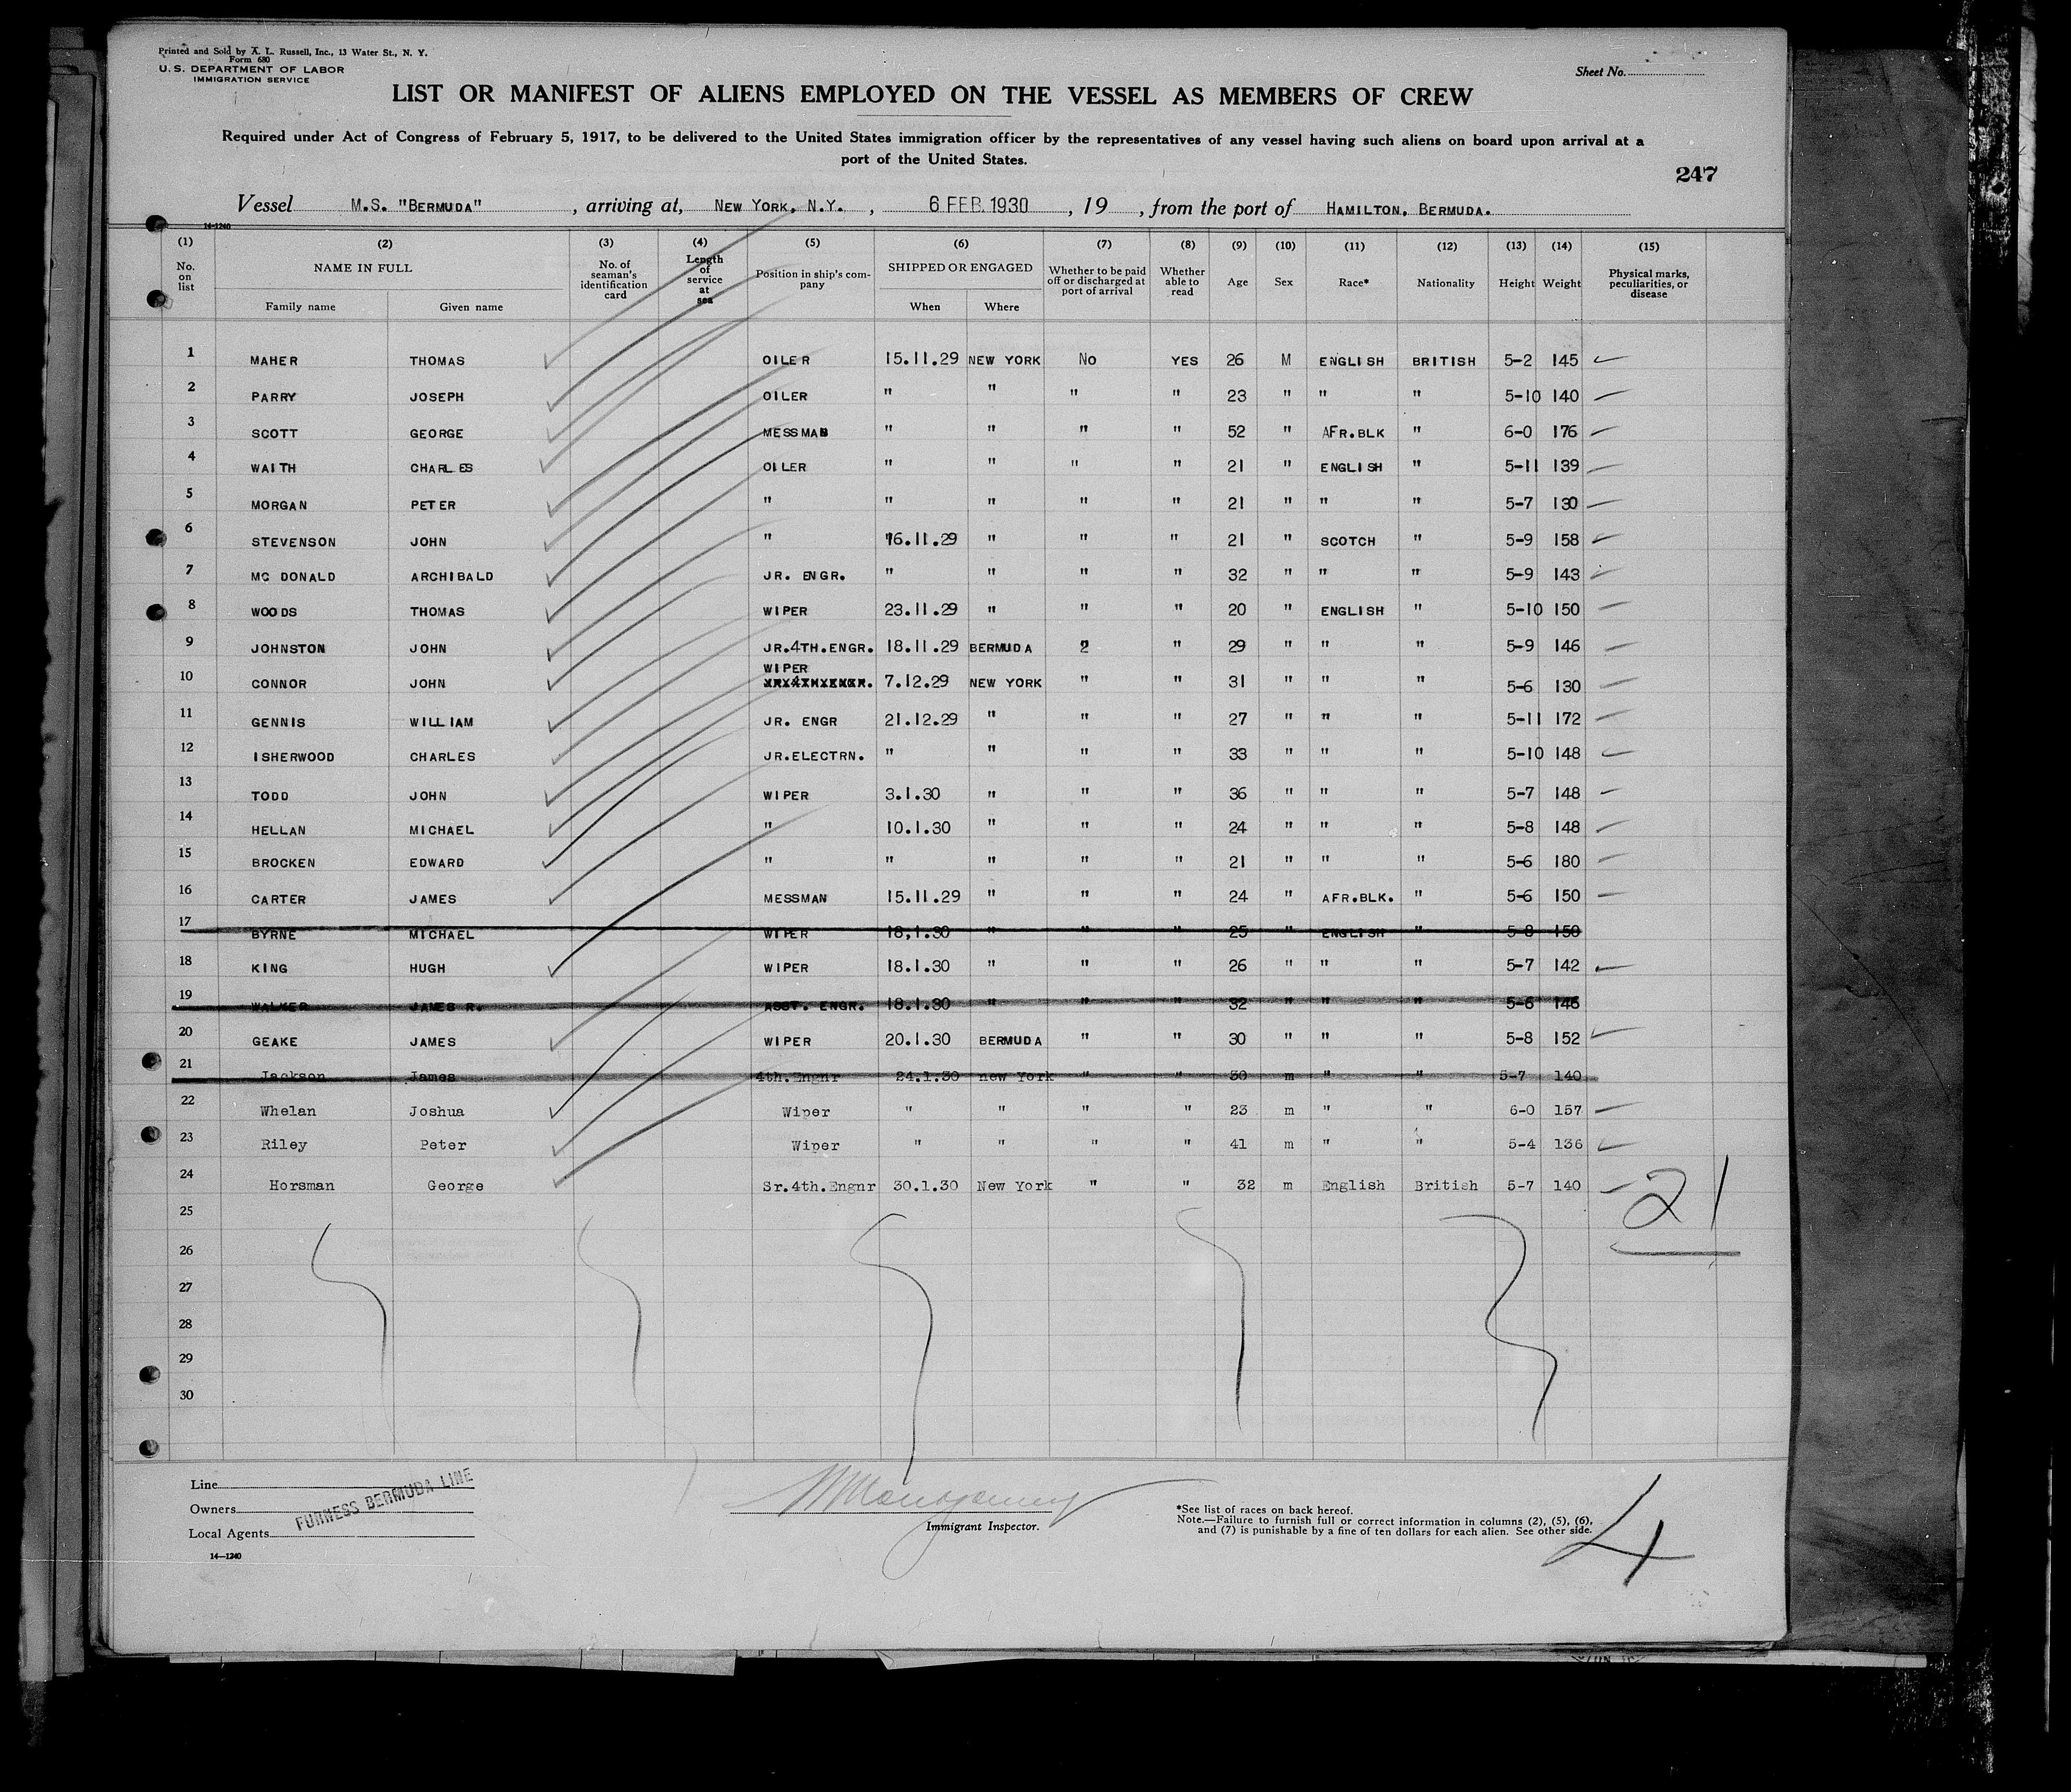 Printed and Sold by A. L. Russell, Inc., 13 Water St., N. Y.
Form 680
U. S. DEPARTMENT OF LABOR
IMMIGRATION SERVICE
Sheet No.
LIST OR MANIFEST OF ALIENS EMPLOYED ON THE VESSEL AS MEMBERS OF CREW
Required under Act of Congress of February 5, 1917, to be delivered to the United States immigration officer by the representatives of any vessel having such aliens on board upon arrival at a
port of the United States.
247
Vessel M.S. "BERMUDA" , arriving at, NEW YORK, N.Y. , 6 FEB. 1930 , 19 , from the port of HAMILTON, BERMUDA.
14-1240
(1) (2) (3) (4) (5) (6) (7) (8) (9) (10) (11) (12) (13) (14) (15)
No. on list NAME IN FULL Family name Given name No. of seaman's identification card Length of service at sea Position in ship's company SHIPPED OR ENGAGED When Where Whether to be paid off or discharged at port of arrival Whether able to read Age Sex Race* Nationality Height Weight Physical marks, peculiarities, or disease
1 MAHER THOMAS OILER 15.11.29 NEW YORK NO YES 26 M ENGLISH BRITISH 5-2 145
2 PARRY JOSEPH OILER " " " " 23 " " " 5-10 140
3 SCOTT GEORGE MESSMAN " " " " 52 " AFR.BLK " 6-0 176
4 WAITH CHARLES OILER " " " " 21 " ENGLISH " 5-11 139
5 MORGAN PETER " " " " " 21 " " " 5-7 130
6 STEVENSON JOHN " 16.11.29 " " " 21 " SCOTCH " 5-9 158
7 MC DONALD ARCHIBALD JR. ENGR. " " " " 32 " " " 5-9 143
8 WOODS THOMAS WIPER 23.11.29 " " " 20 " ENGLISH " 5-10 150
9 JOHNSTON JOHN JR.4TH.ENGR. 18.11.29 BERMUDA " " 29 " " " 5-9 146
WIPER
10 CONNOR JOHN JR.4TH.ENGR. 7.12.29 NEW YORK " " 31 " " " 5-6 130
11 GENNIS WILLIAM JR. ENGR 21.12.29 " " " 27 " " " 5-11 172
12 ISHERWOOD CHARLES JR.ELECTRN. " " " " 33 " " " 5-10 148
13 TODD JOHN WIPER 3.1.30 " " " 36 " " " 5-7 148
14 HELLAN MICHAEL " 10.1.30 " " " 24 " " " 5-8 148
15 BROCKEN EDWARD " " " " " 21 " " " 5-6 180
16 CARTER JAMES MESSMAN 15.11.29 " " " 24 " AFR.BLK. " 5-6 150
17 BYRNE MICHAEL WIPER 18.1.30 " " " 25 " ENGLISH " 5-8 150
18 KING HUGH WIPER 18.1.30 " " " 26 " " " 5-7 142
19 WALKER JAMES R. ASST. ENGR. 18.1.30 " " " 32 " " " 5-6 146
20 GEAKE JAMES WIPER 20.1.30 BERMUDA " " 30 " " " 5-8 152
21 Jackson James 4th.Engnr 24.1.30 new York " " 30 m " " 5-7 140
22 Whelan Joshua Wiper " " " " 23 m " " 6-0 157
23 Riley Peter Wiper " " " " 41 m " " 5-4 136
24 Horsman George Sr.4th.Engnr 30.1.30 New York " " 32 m English British 5-7 140
21
25
26
27
28
29
30
Line
Owners
Local Agents
FURNESS BERMUDA LINE
14—1240
Montgomery
Immigrant Inspector.
*See list of races on back hereof.
Note.—Failure to furnish full or correct information in columns (2), (5), (6),
and (7) is punishable by a fine of ten dollars for each alien. See other side.
4